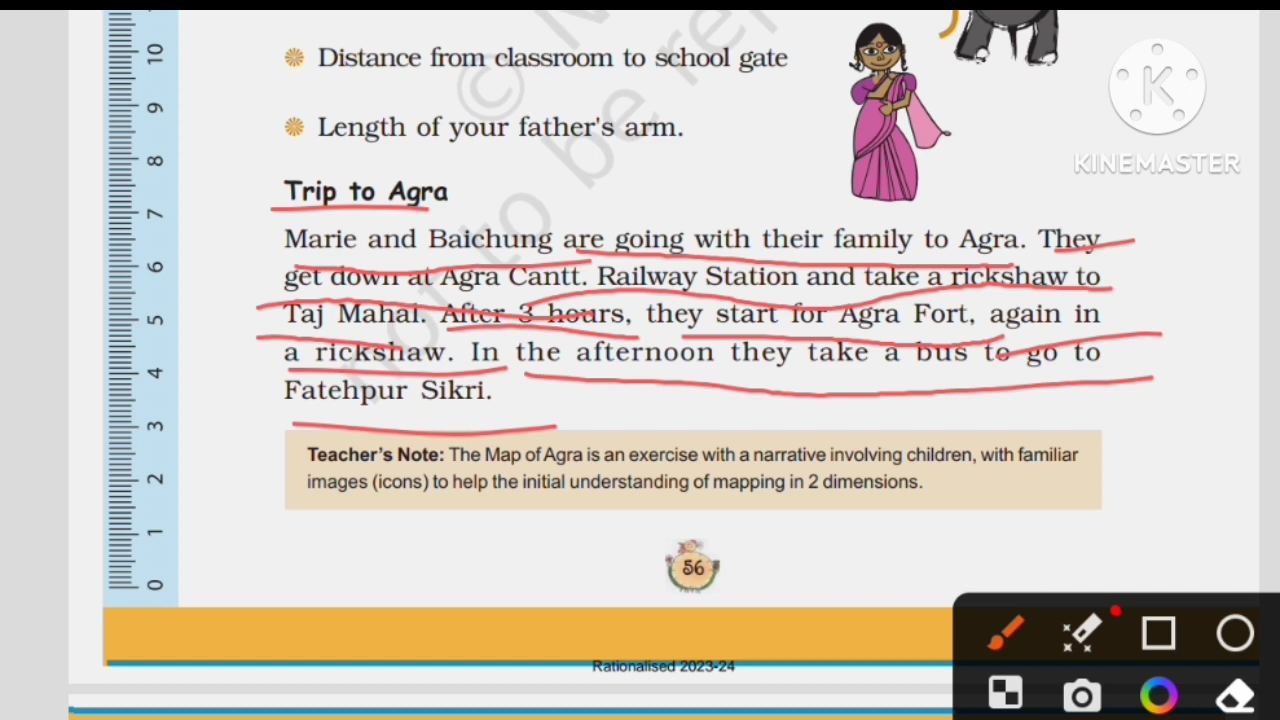 Distance from classroom to school gate
Length of your father's arm.
Trip to Agra
Marie and Baichung are going with their family to Agra. They
get down at Agra Cantt. Railway Station and take a rickshaw to
Taj Mahal. After 3 hours, they start for Agra Fort, again in
a rickshaw. In the afternoon they take a bus to go to
Fatehpur Sikri.
Teacher's Note: The Map of Agra is an exercise with a narrative involving children, with familiar
images (icons) to help the initial understanding of mapping in 2 dimensions.
56
Rationalised 2023-24
10
9
8
7
6
5
4
3
2
1
0
K
KINEMASTER
not to be re
©